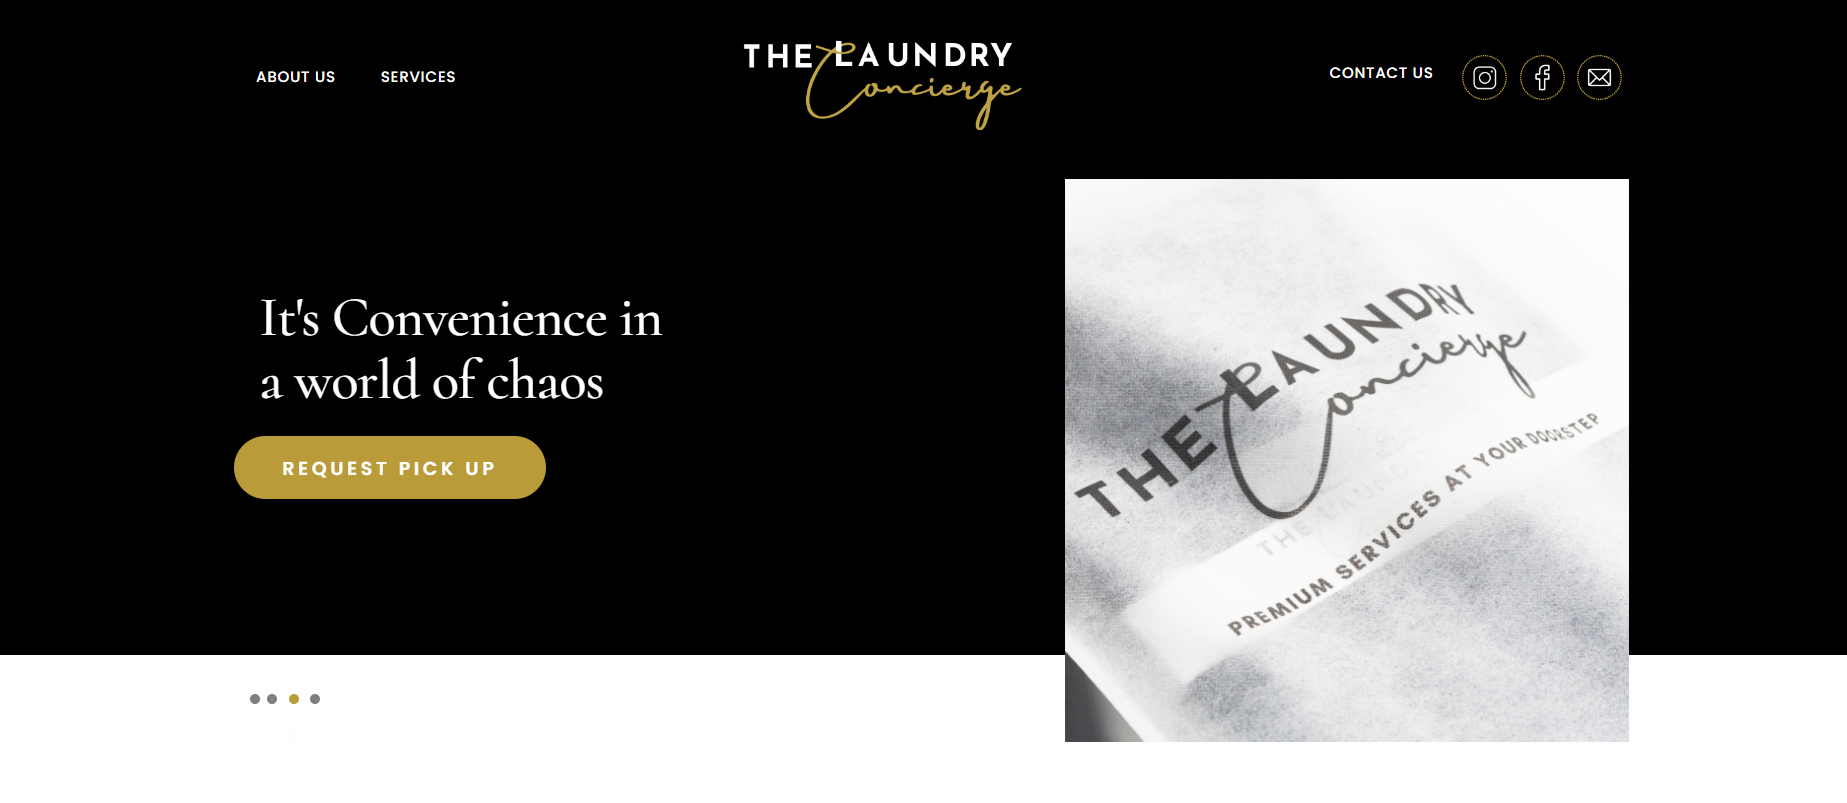 ABOUT US
SERVICES
THE LAUNDRY
Concierge
CONTACT US
It's Convenience in
a world of chaos
REQUEST PICK UP
THE LAUNDRY
Concierge
THE LAUNDRY
PREMIUM SERVICES AT YOUR DOORSTEP